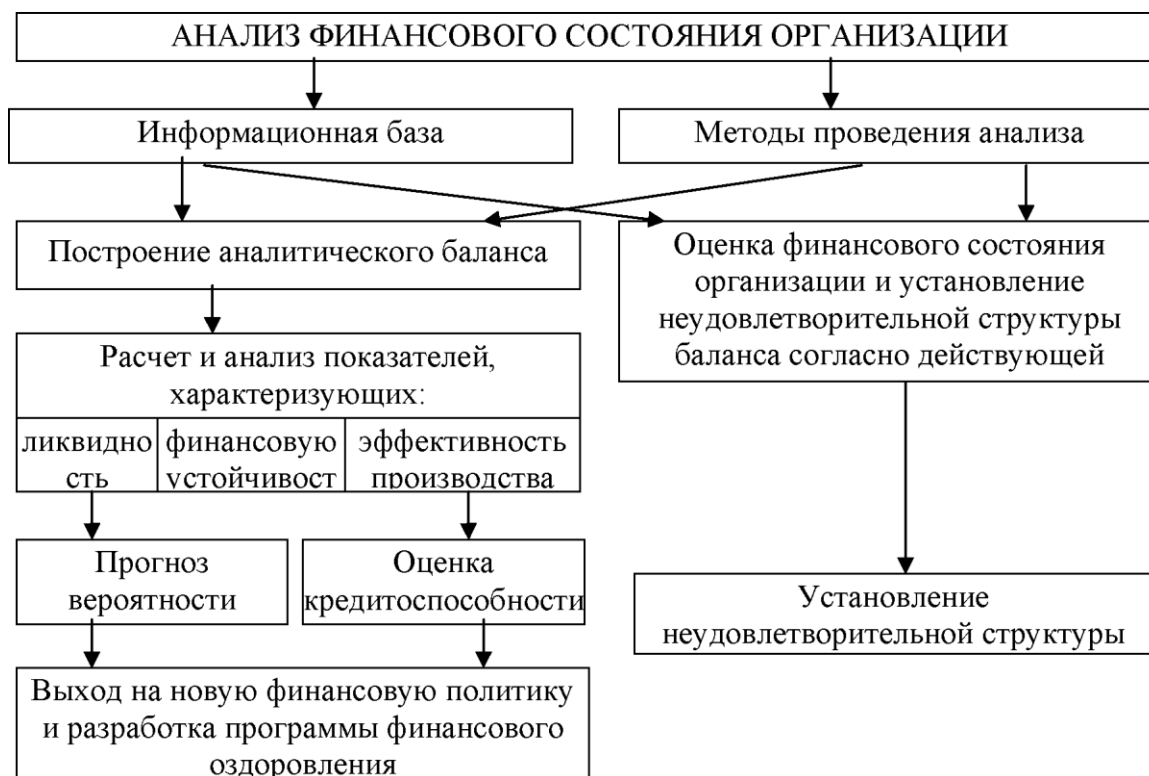 АНАЛИЗ ФИНАНСОВОГО СОСТОЯНИЯ ОРГАНИЗАЦИИ
Информационная база
Методы проведения анализа
Построение аналитического баланса
Оценка финансового состояния
организации и установление
неудовлетворительной структуры
баланса согласно действующей
Расчет и анализ показателей,
характеризующих:
ликвидно
сть
финансовую
устойчивост
эффективность
производства
Прогноз
вероятности
Оценка
кредитоспособности
Установление
неудовлетворительной структуры
Выход на новую финансовую политику
и разработка программы финансового
оздоровления